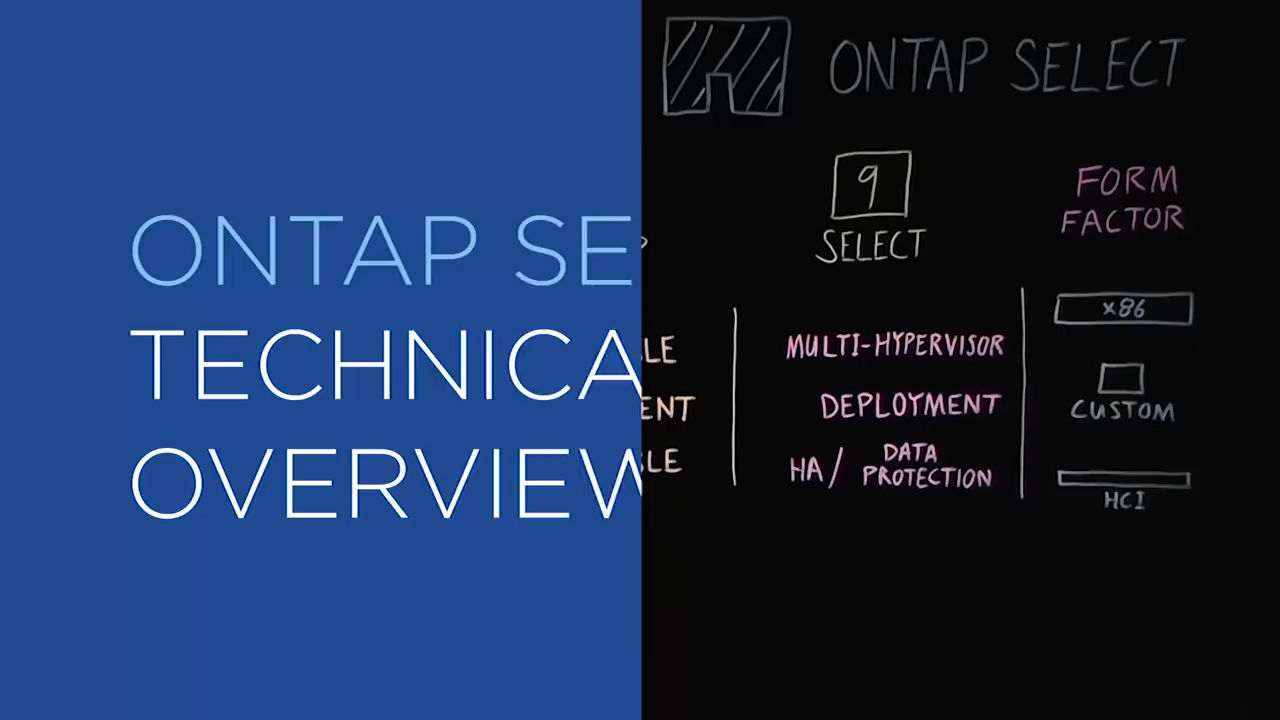 ONTAP SE
TECHNICA
OVERVIEW
ONTAP SELECT
9
SELECT
FORM
FACTOR
LE
ENT
LE
MULTI-HYPERVISOR
DEPLOYMENT
HA/ DATA
PROTECTION
x86
CUSTOM
HCI